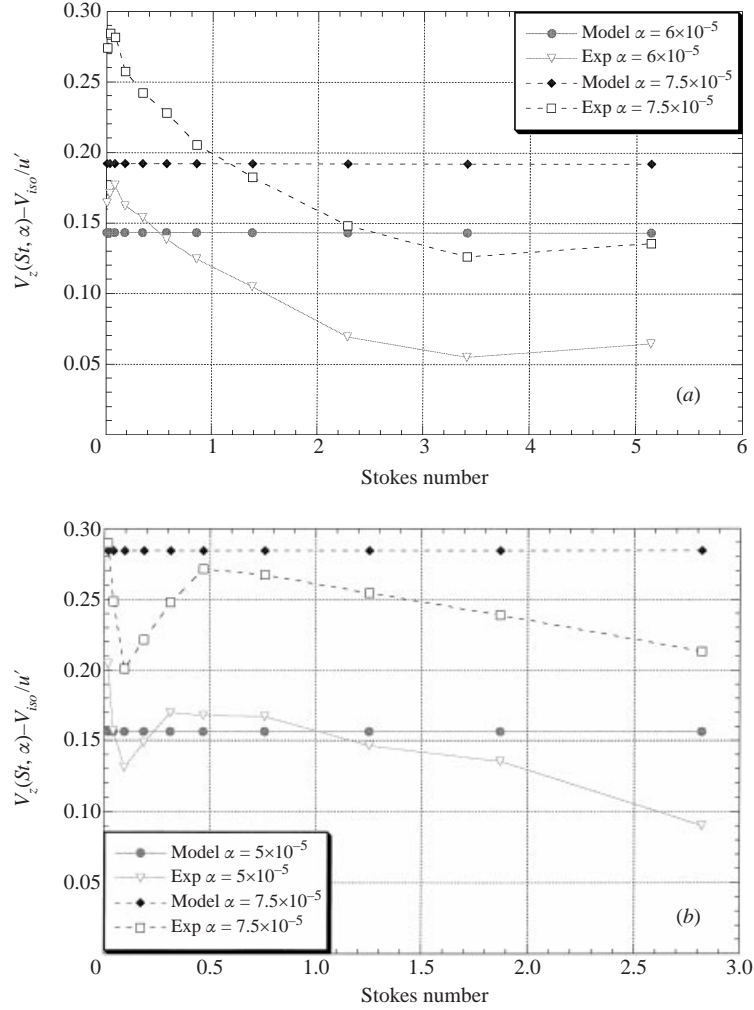 0.30
0.25
0.20
0.15
0.10
0.05
V_z(St, α)–V_iso/u′
Model α = 6×10⁻⁵
Exp α = 6×10⁻⁵
Model α = 7.5×10⁻⁵
Exp α = 7.5×10⁻⁵
(a)
0 1 2 3 4 5 6
Stokes number
0.30
0.25
0.20
0.15
0.10
0.05
V_z(St, α)–V_iso/u′
Model α = 5×10⁻⁵
Exp α = 5×10⁻⁵
Model α = 7.5×10⁻⁵
Exp α = 7.5×10⁻⁵
(b)
0 0.5 1.0 1.5 2.0 2.5 3.0
Stokes number